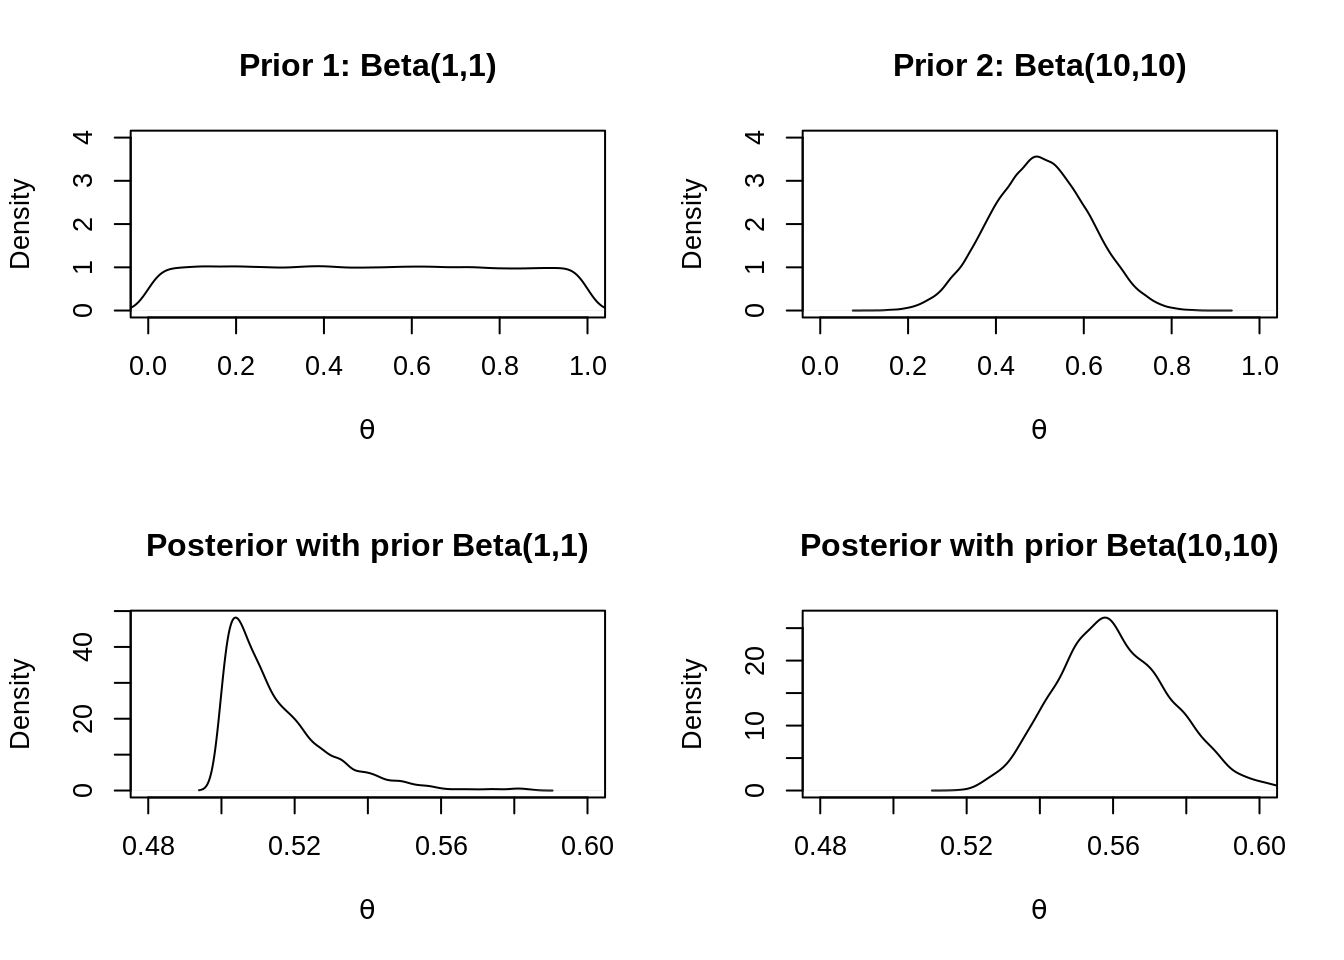 Prior 1: Beta(1,1)
Density
0 1 2 3 4
0.0 0.2 0.4 0.6 0.8 1.0
θ
Prior 2: Beta(10,10)
Density
0 1 2 3 4
0.0 0.2 0.4 0.6 0.8 1.0
θ
Posterior with prior Beta(1,1)
Density
0 20 40
0.48 0.52 0.56 0.60
θ
Posterior with prior Beta(10,10)
Density
0 10 20
0.48 0.52 0.56 0.60
θ